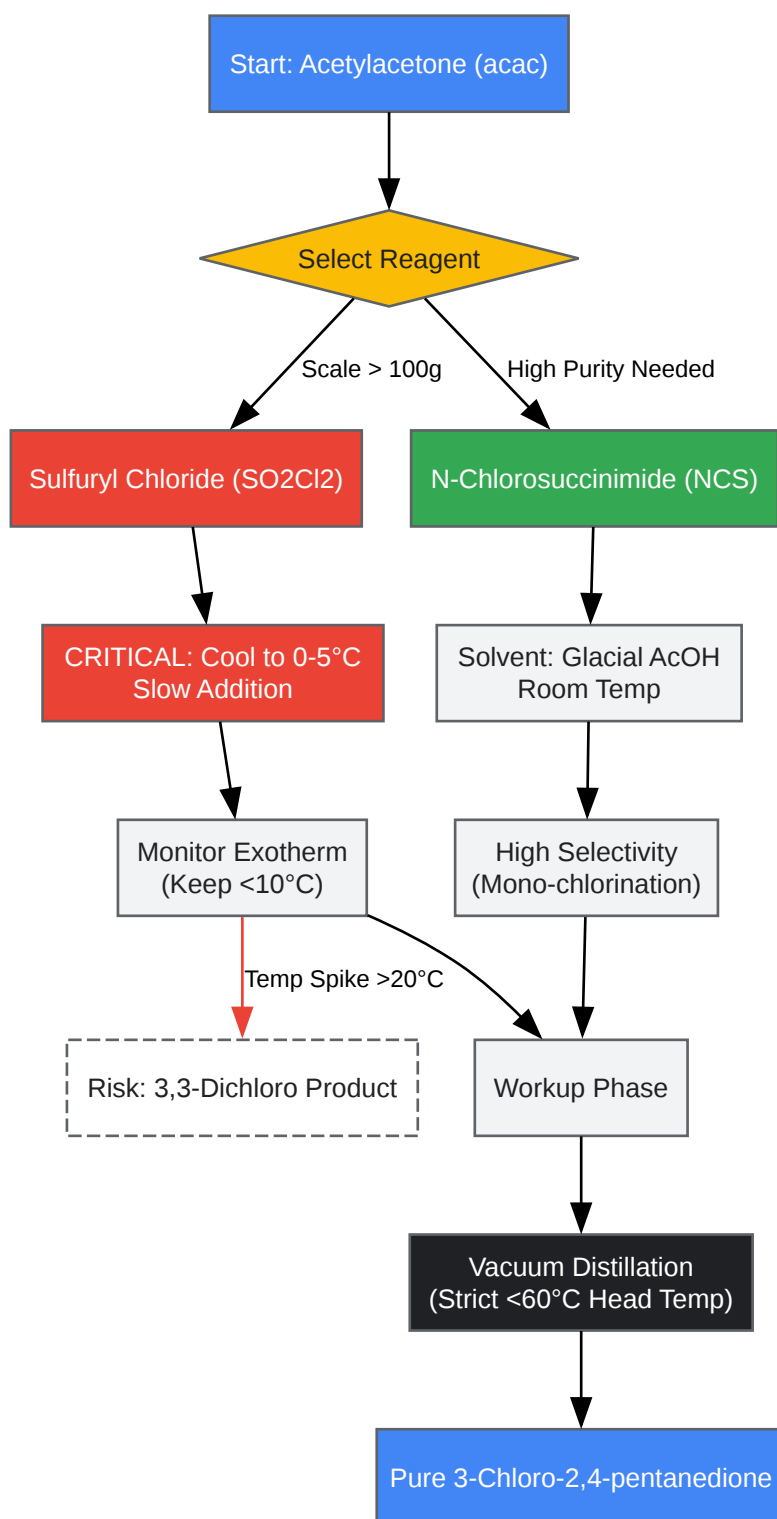 Start: Acetylacetone (acac)
Select Reagent
Scale > 100g
High Purity Needed
Sulfuryl Chloride (SO2Cl2)
N-Chlorosuccinimide (NCS)
CRITICAL: Cool to 0-5°C
Slow Addition
Solvent: Glacial AcOH
Room Temp
Monitor Exotherm
(Keep <10°C)
High Selectivity
(Mono-chlorination)
Temp Spike >20°C
Risk: 3,3-Dichloro Product
Workup Phase
Vacuum Distillation
(Strict <60°C Head Temp)
Pure 3-Chloro-2,4-pentanedione